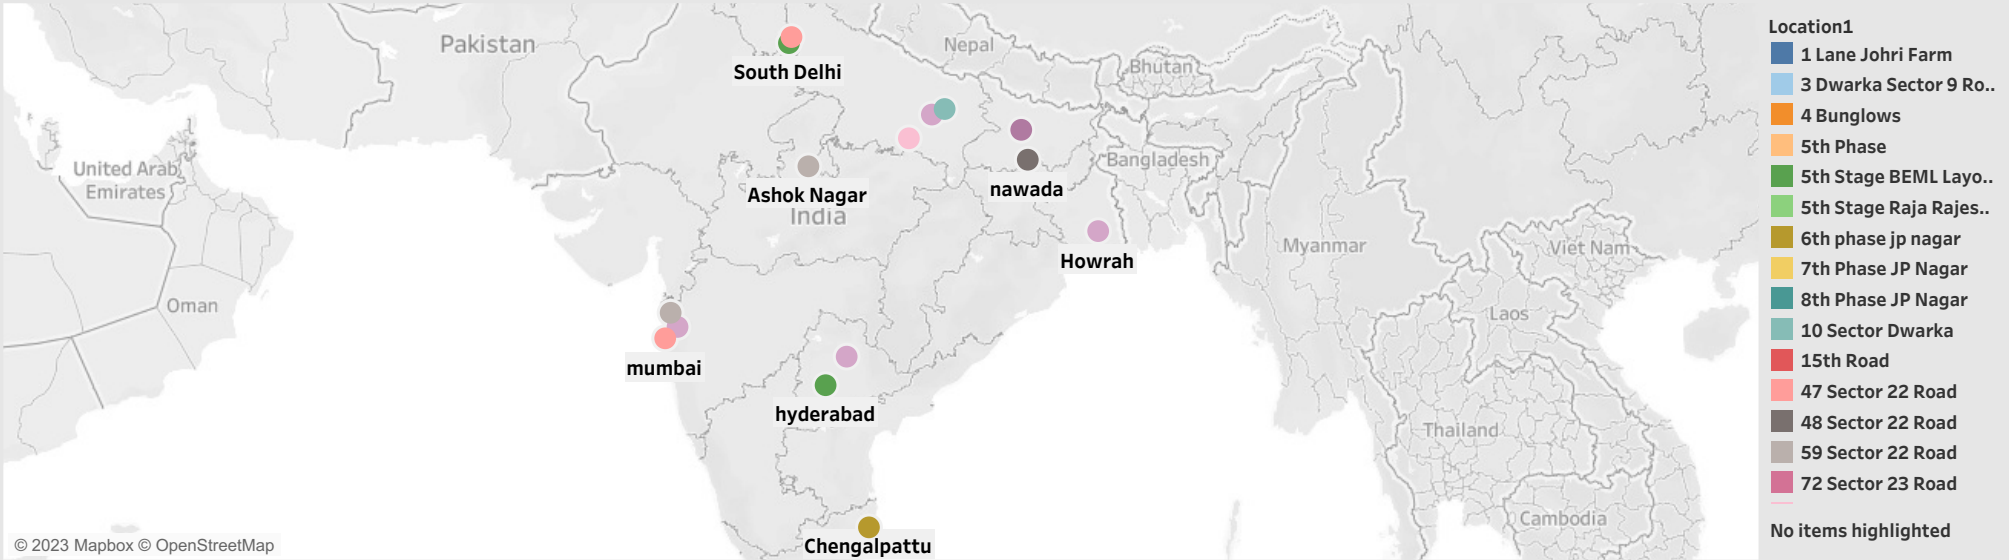 Pakistan
Nepal
Bhutan
South Delhi
United Arab
Emirates
Bangladesh
nawada
Ashok Nagar
India
Howrah
Myanmar
Viet Nam
Oman
Laos
mumbai
hyderabad
Thailand
Cambodia
Chengalpattu
© 2023 Mapbox © OpenStreetMap
Location1
1 Lane Johri Farm
3 Dwarka Sector 9 Ro..
4 Bunglows
5th Phase
5th Stage BEML Layo..
5th Stage Raja Rajes..
6th phase jp nagar
7th Phase JP Nagar
8th Phase JP Nagar
10 Sector Dwarka
15th Road
47 Sector 22 Road
48 Sector 22 Road
59 Sector 22 Road
72 Sector 23 Road
No items highlighted